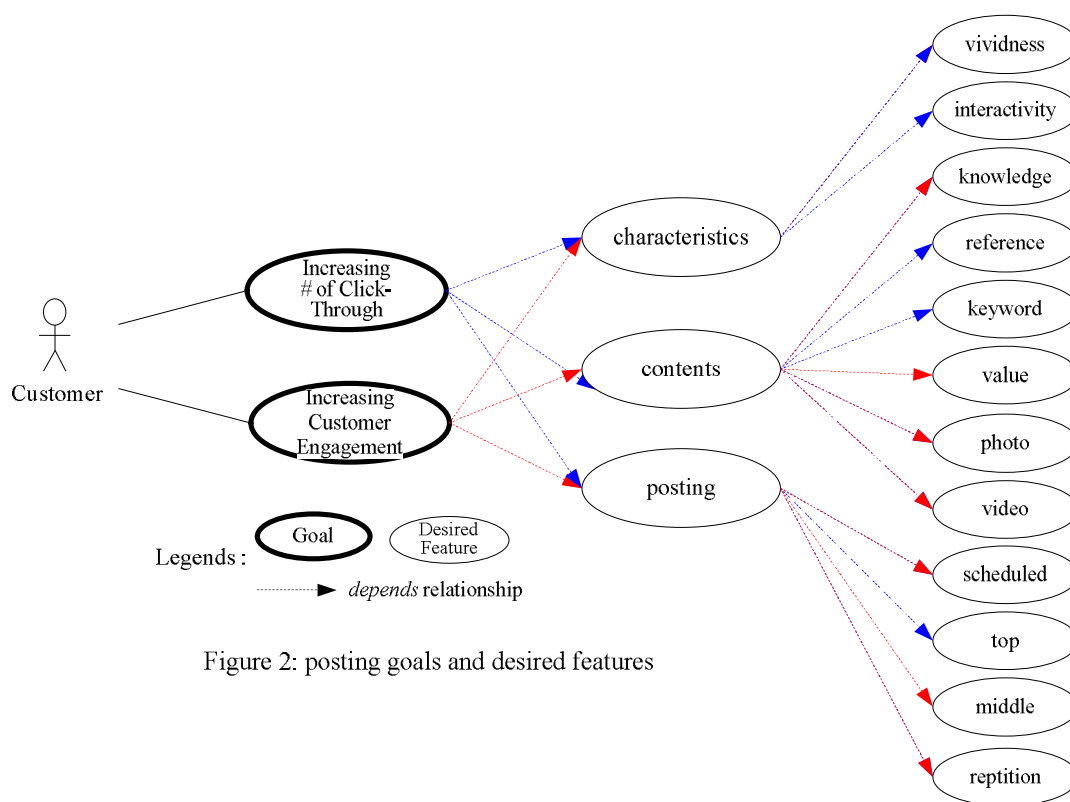 Customer
Increasing
# of Click-
Through
Increasing
Customer
Engagement
characteristics
contents
posting
vividness
interactivity
knowledge
reference
keyword
value
photo
video
scheduled
top
middle
reptition
Legends :
Goal
Desired
Feature
depends relationship
Figure 2: posting goals and desired features